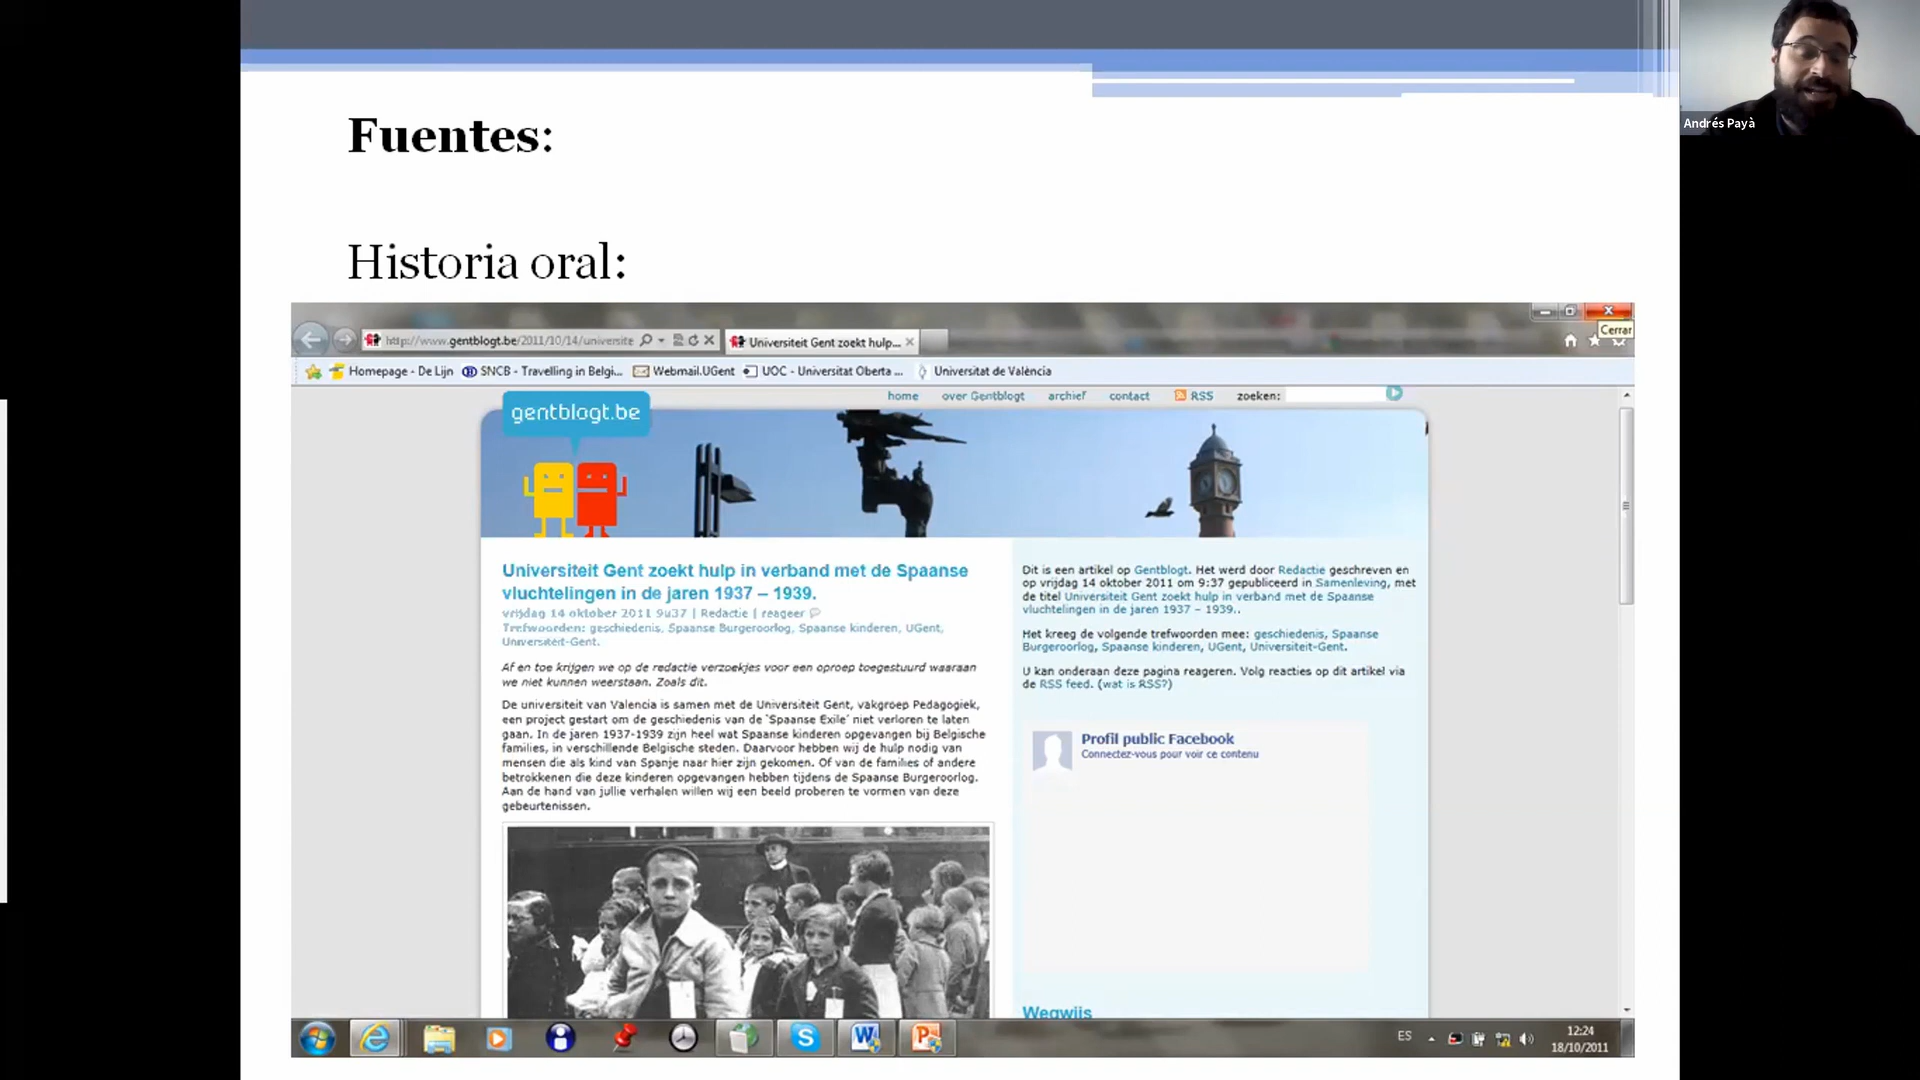 Andrés Payà
Fuentes:
Historia oral:
Cerrar
http://www.gentblogt.be/2011/10/14/universite
Universiteit Gent zoekt hulp...
Homepage - De Lijn
SNCB - Travelling in Belgi...
Webmail.UGent
UOC - Universitat Oberta ...
Universitat de València
home over Gentblogt archief contact RSS zoeken:
gentblogt.be
Universiteit Gent zoekt hulp in verband met de Spaanse
vluchtelingen in de jaren 1937 – 1939.
vrijdag 14 oktober 2011 9u37 | Redactie | reageer
Trefwoorden: geschiedenis, Spaanse Burgeroorlog, Spaanse kinderen, UGent,
Universiteit-Gent.
Af en toe krijgen we op de redactie verzoekjes voor een oproep toegestuurd waaraan
we niet kunnen weerstaan. Zoals dit.
De universiteit van Valencia is samen met de Universiteit Gent, vakgroep Pedagogiek,
een project gestart om de geschiedenis van de 'Spaanse Exile' niet verloren te laten
gaan. In de jaren 1937-1939 zijn heel wat Spaanse kinderen opgevangen bij Belgische
families, in verschillende Belgische steden. Daarvoor hebben wij de hulp nodig van
mensen die als kind van Spanje naar hier zijn gekomen. Of van de families of andere
betrokkenen die deze kinderen opgevangen hebben tijdens de Spaanse Burgeroorlog.
Aan de hand van jullie verhalen willen wij een beeld proberen te vormen van deze
gebeurtenissen.
Dit is een artikel op Gentblogt. Het werd door Redactie geschreven en
op vrijdag 14 oktober 2011 om 9:37 gepubliceerd in Samenleving, met
de titel Universiteit Gent zoekt hulp in verband met de Spaanse
vluchtelingen in de jaren 1937 – 1939..
Het kreeg de volgende trefwoorden mee: geschiedenis, Spaanse
Burgeroorlog, Spaanse kinderen, UGent, Universiteit-Gent.
U kan onderaan deze pagina reageren. Volg reacties op dit artikel via
de RSS feed. (wat is RSS?)
Profil public Facebook
Connectez-vous pour voir ce contenu
Wegwijs
ES
12:24
18/10/2011